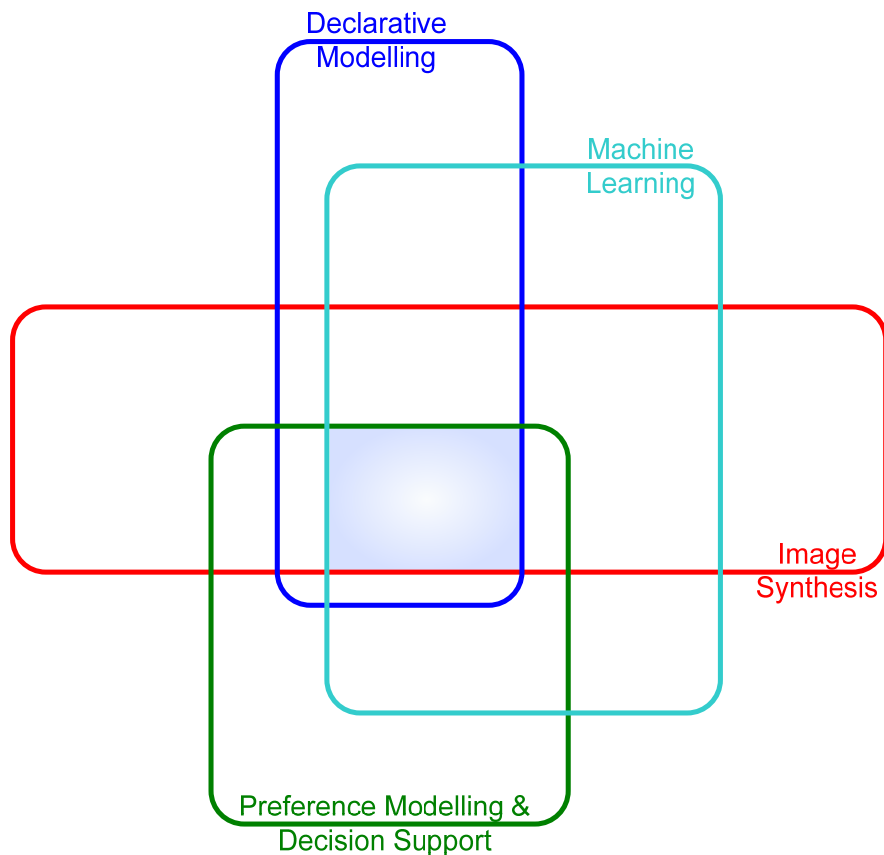 Declarative
Modelling
Machine
Learning
Image
Synthesis
Preference Modelling &
Decision Support